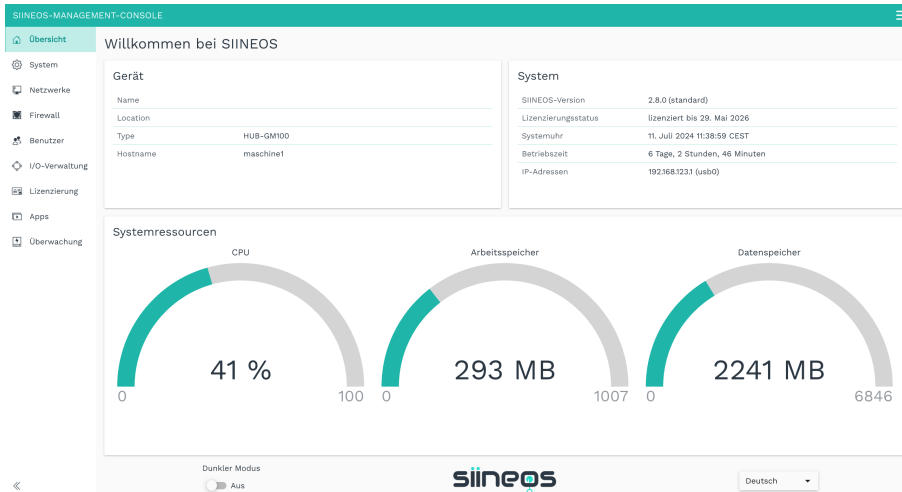 SIINEOS-MANAGEMENT-CONSOLE
Übersicht
System
Netzwerke
Firewall
Benutzer
I/O-Verwaltung
Lizenzierung
Apps
Überwachung
Willkommen bei SIINEOS
Gerät
Name
Location
Type HUB-GM100
Hostname maschine1
System
SIINEOS-Version 2.8.0 (standard)
Lizenzierungsstatus lizenziert bis 29. Mai 2026
Systemuhr 11. Juli 2024 11:38:59 CEST
Betriebszeit 6 Tage, 2 Stunden, 46 Minuten
IP-Adressen 192.168.123.1 (usb0)
Systemressourcen
CPU
41 %
0 100
Arbeitsspeicher
293 MB
0 1007
Datenspeicher
2241 MB
0 6846
Dunkler Modus
Aus
siineos
Deutsch